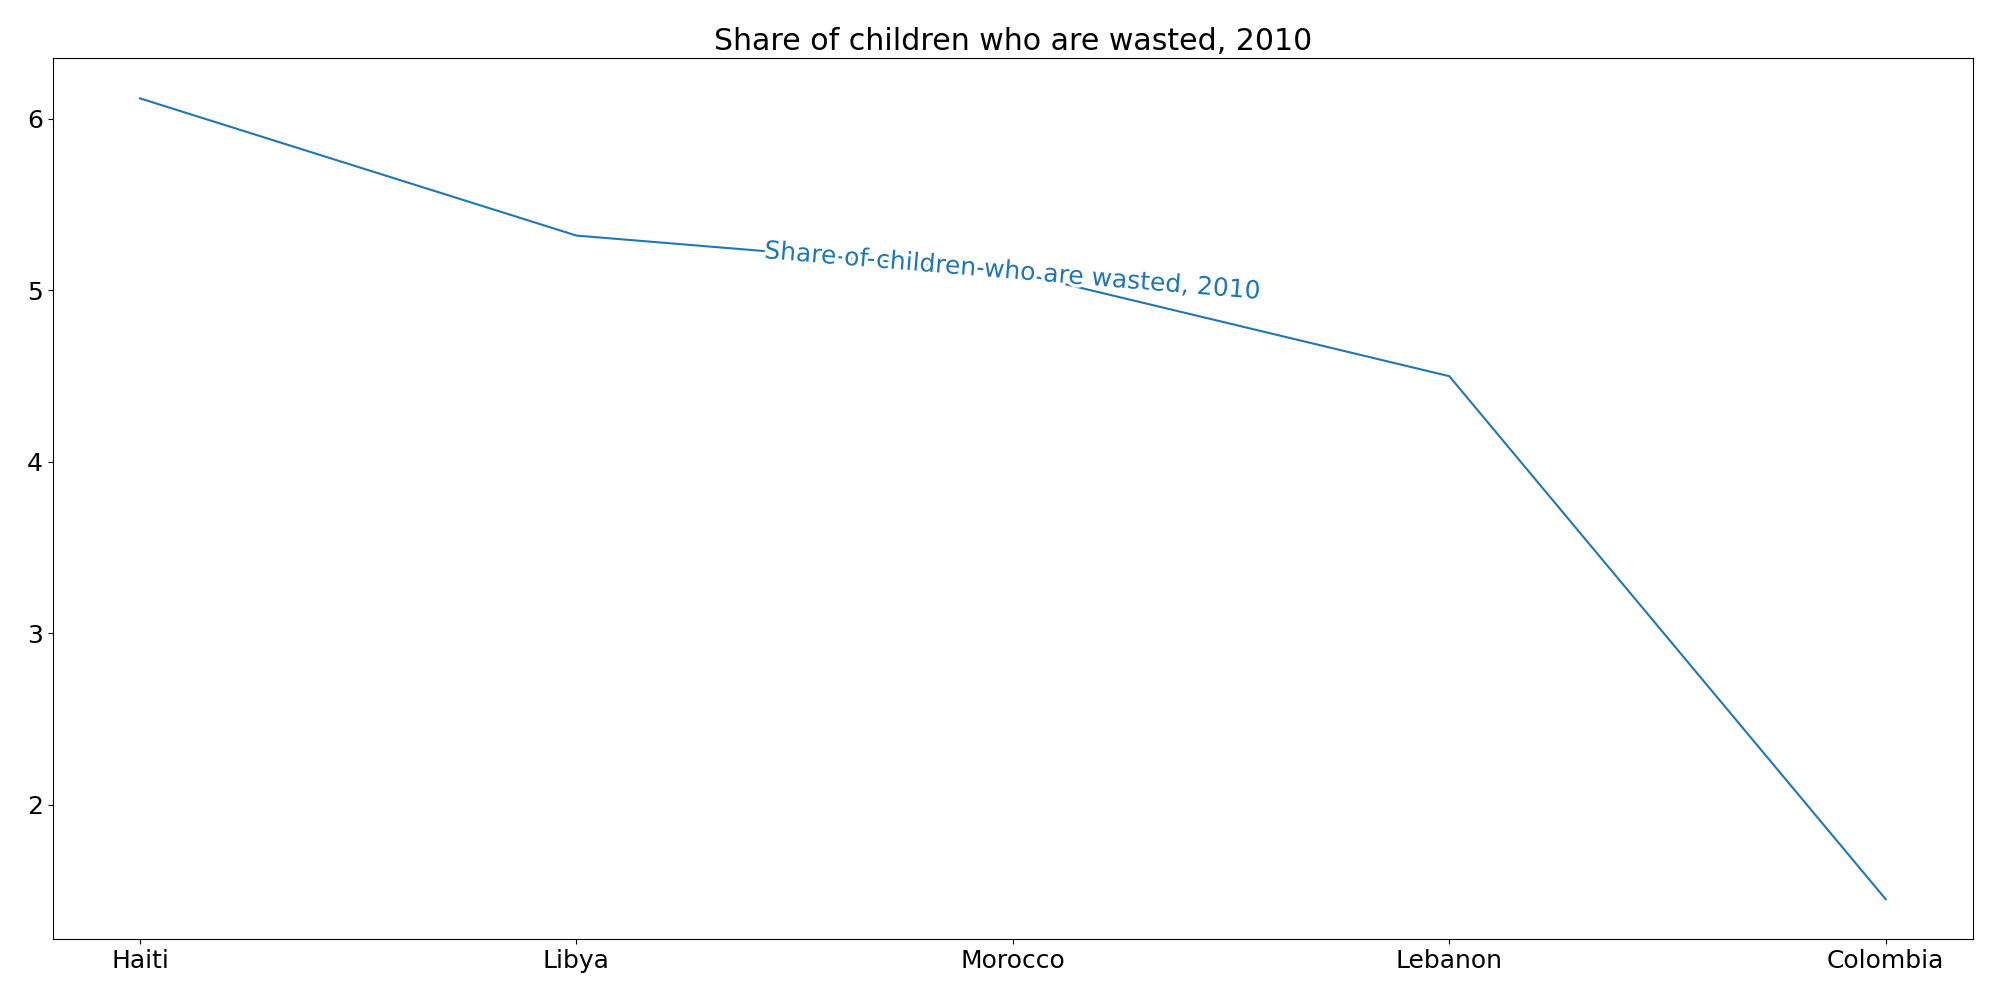 Share of children who are wasted, 2010
6
5
4
3
2
Share of children who are wasted, 2010
Haiti Libya Morocco Lebanon Colombia